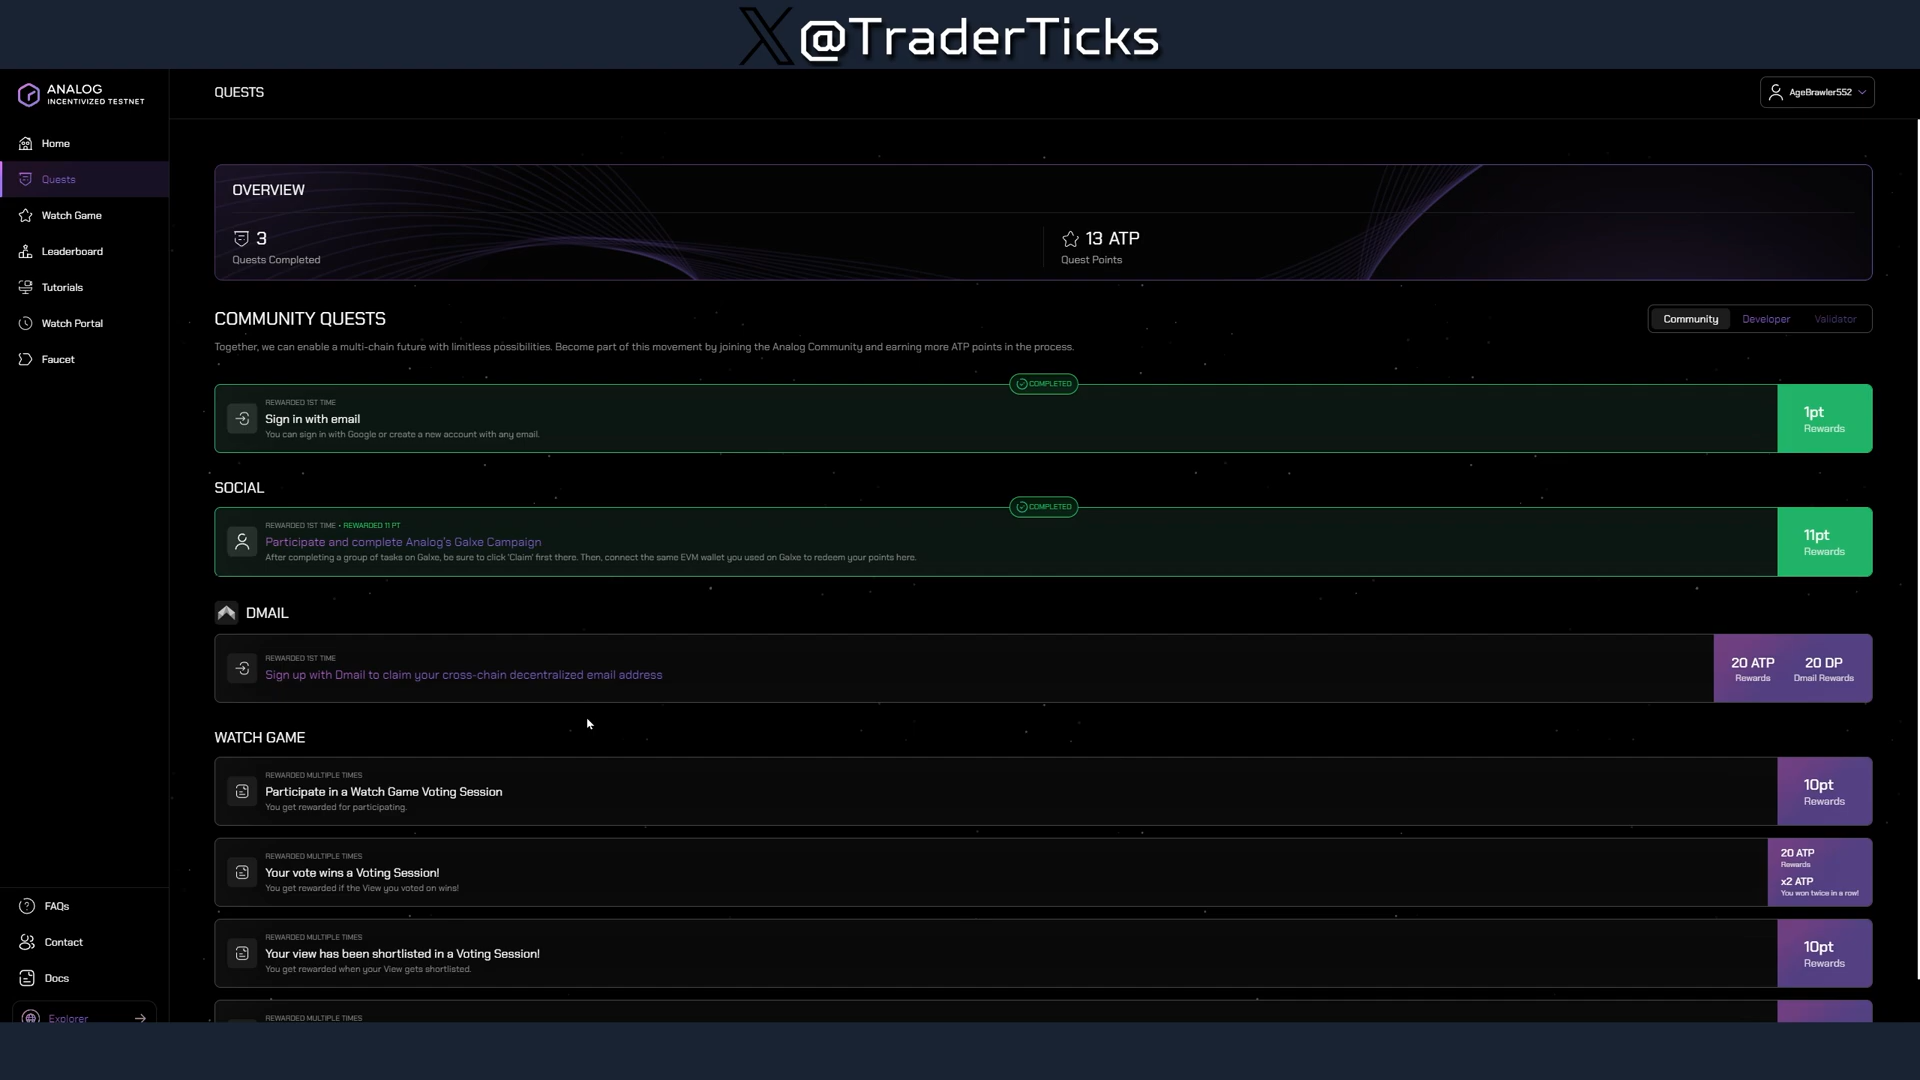 X@TraderTicks
ANALOG
INCENTIVIZED TESTNET
QUESTS
AgeBrawler552
Home
Quests
Watch Game
Leaderboard
Tutorials
Watch Portal
Faucet
OVERVIEW
3
Quests Completed
13 ATP
Quest Points
COMMUNITY QUESTS
Community Developer Validator
Together, we can enable a multi-chain future with limitless possibilities. Become part of this movement by joining the Analog Community and earning more ATP points in the process.
COMPLETED
REWARDED 1ST TIME
Sign in with email
You can sign in with Google or create a new account with any email.
1pt
Rewards
SOCIAL
COMPLETED
REWARDED 1ST TIME • REWARDED 11 PT
Participate and complete Analog's Galxe Campaign
After completing a group of tasks on Galxe, be sure to click 'Claim' first there. Then, connect the same EVM wallet you used on Galxe to redeem your points here.
11pt
Rewards
DMAIL
REWARDED 1ST TIME
Sign up with Dmail to claim your cross-chain decentralized email address
20 ATP
Rewards
20 DP
Dmail Rewards
WATCH GAME
REWARDED MULTIPLE TIMES
Participate in a Watch Game Voting Session
You get rewarded for participating.
10pt
Rewards
REWARDED MULTIPLE TIMES
Your vote wins a Voting Session!
You get rewarded if the View you voted on wins!
20 ATP
Rewards
x2 ATP
You won twice in a row!
REWARDED MULTIPLE TIMES
Your view has been shortlisted in a Voting Session!
You get rewarded when your View gets shortlisted.
10pt
Rewards
REWARDED MULTIPLE TIMES
FAQs
Contact
Docs
Explorer